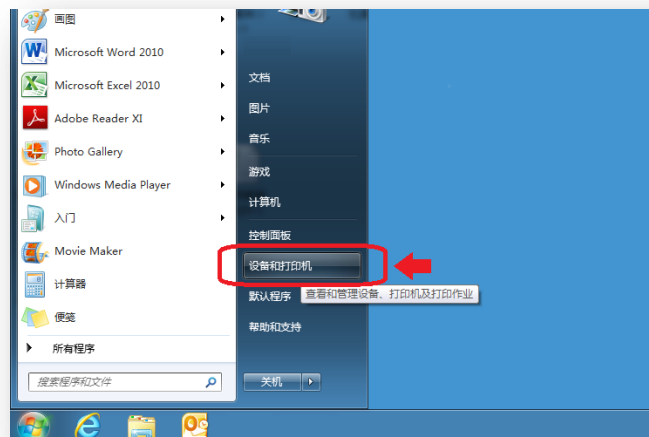 画图
Microsoft Word 2010
Microsoft Excel 2010
Adobe Reader XI
Photo Gallery
Windows Media Player
入门
Movie Maker
计算器
便笺
所有程序
搜索程序和文件
文档
图片
音乐
游戏
计算机
控制面板
设备和打印机
默认程序
查看和管理设备、打印机及打印作业
帮助和支持
关机